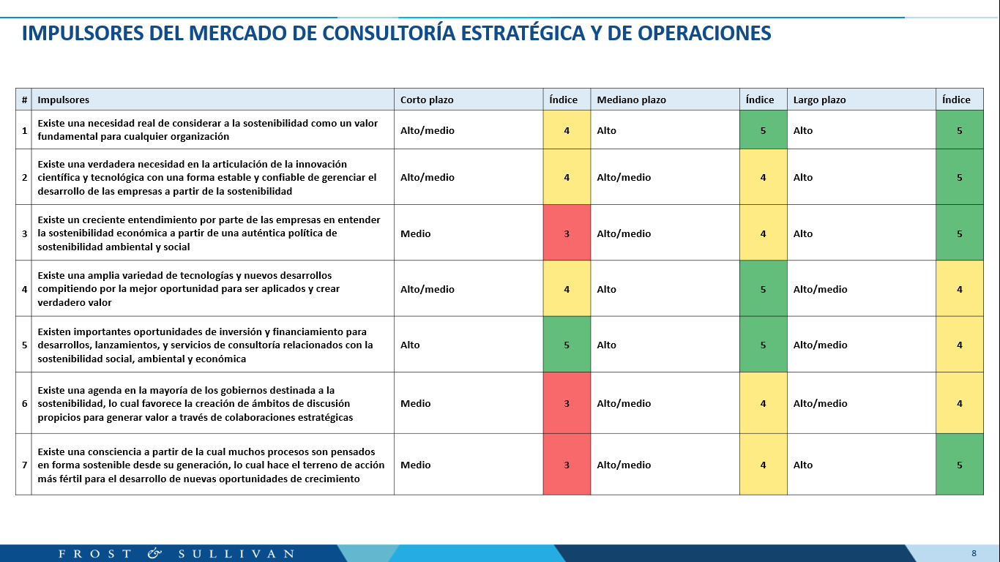 IMPULSORES DEL MERCADO DE CONSULTORÍA ESTRATÉGICA Y DE OPERACIONES
# Impulsores Corto plazo Índice Mediano plazo Índice Largo plazo Índice
Existe una necesidad real de considerar a la sostenibilidad como un valor
1 Alto/medio 4 Alto 5 Alto 5
fundamental para cualquier organización
Existe una verdadera necesidad en la articulación de la innovación
2 científica y tecnológica con una forma estable y confiable de gerenciar el Alto/medio 4 Alto/medio 4 Alto 5
desarrollo de las empresas a partir de la sostenibilidad
Existe un creciente entendimiento por parte de las empresas en entender
3 la sostenibilidad económica a partir de una auténtica política de Medio 3 Alto/medio 4 Alto 5
sostenibilidad ambiental y social
Existe una amplia variedad de tecnologías y nuevos desarrollos
4 compitiendo por la mejor oportunidad para ser aplicados y crear Alto/medio 4 Alto 5 Alto/medio 4
verdadero valor
Existen importantes oportunidades de inversión y financiamiento para
5 desarrollos, lanzamientos, y servicios de consultoría relacionados con la Alto 5 Alto 5 Alto/medio 4
sostenibilidad social, ambiental y económica
Existe una agenda en la mayoría de los gobiernos destinada a la
6 sostenibilidad, lo cual favorece la creación de ámbitos de discusión Medio 3 Alto/medio 4 Alto/medio 4
propicios para generar valor a través de colaboraciones estratégicas
Existe una consciencia a partir de la cual muchos procesos son pensados
7 en forma sostenible desde su generación, lo cual hace el terreno de acción Medio 3 Alto/medio 4 Alto 5
más fértil para el desarrollo de nuevas oportunidades de crecimiento
FROST & SULLIVAN 8